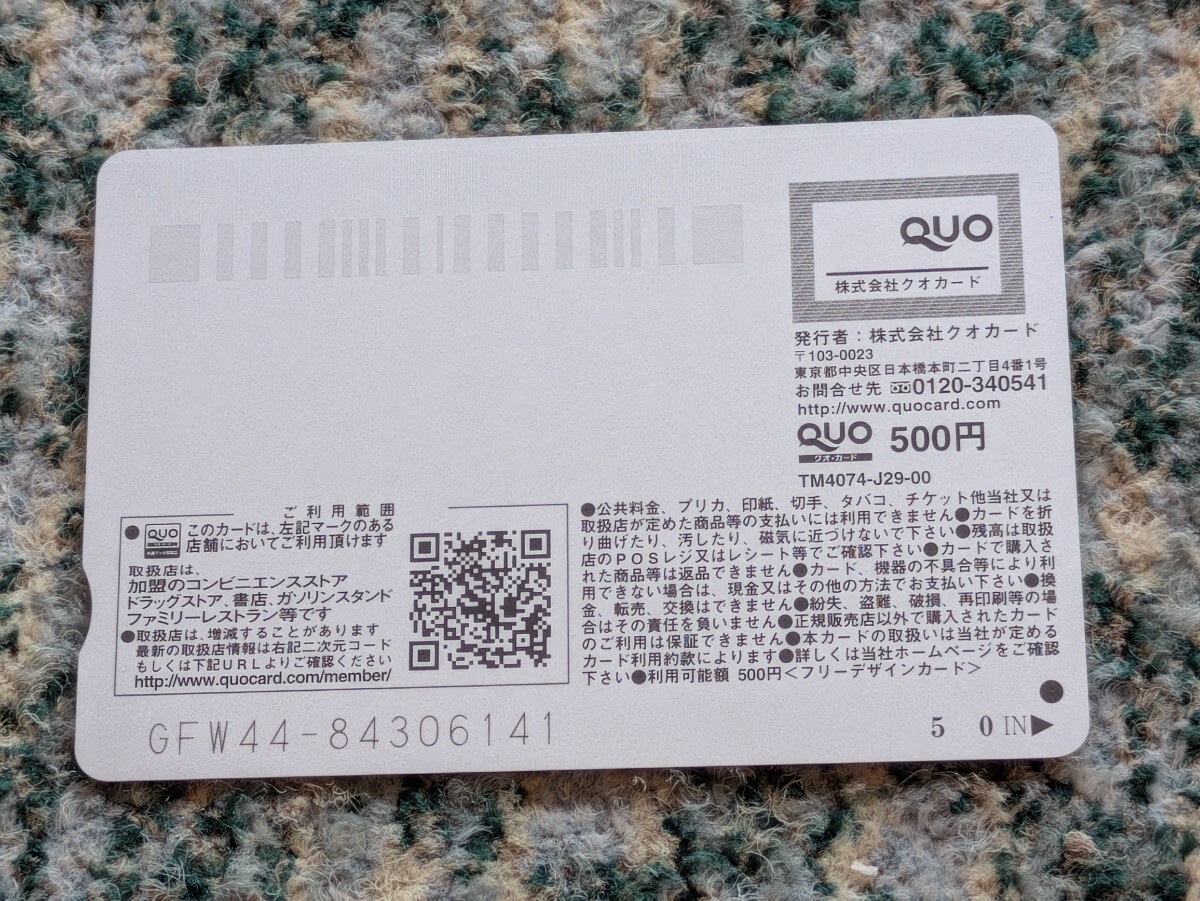 QUO
株式会社クオカード
発行者：株式会社クオカード
〒103-0023
東京都中央区日本橋本町二丁目4番1号
お問合せ先 0120-340541
http://www.quocard.com
QUO 500円
クオ・カード
TM4074-J29-00
ご利用範囲
●QUO このカードは、左記マークのある
店舗においてご利用頂けます
取扱店は、
加盟のコンビニエンスストア
ドラッグストア、書店、ガソリンスタンド
ファミリーレストラン等です
●取扱店は、増減することがあります
最新の取扱店情報は右記二次元コード
もしくは下記URLよりご確認ください
http://www.quocard.com/member/
●公共料金、プリカ、印紙、切手、タバコ、チケット他当社又は
取扱店が定めた商品等の支払いには利用できません●カードを折
り曲げたり、汚したり、磁気に近づけないで下さい●残高は取扱
店のPOSレジ又はレシート等でご確認下さい●カードで購入さ
れた商品等は返品できません●カード、機器の不具合等により利
用できない場合は、現金又はその他の方法でお支払い下さい●換
金、転売、交換はできません●紛失、盗難、破損、再印刷等の場
合はその責任を負いません●正規販売店以外で購入されたカード
のご利用は保証できません●本カードの取扱いは当社が定める
カード利用約款によります●詳しくは当社ホームページをご確認
下さい●利用可能額 500円＜フリーデザインカード＞
GFW44-84306141
5 0 IN▶